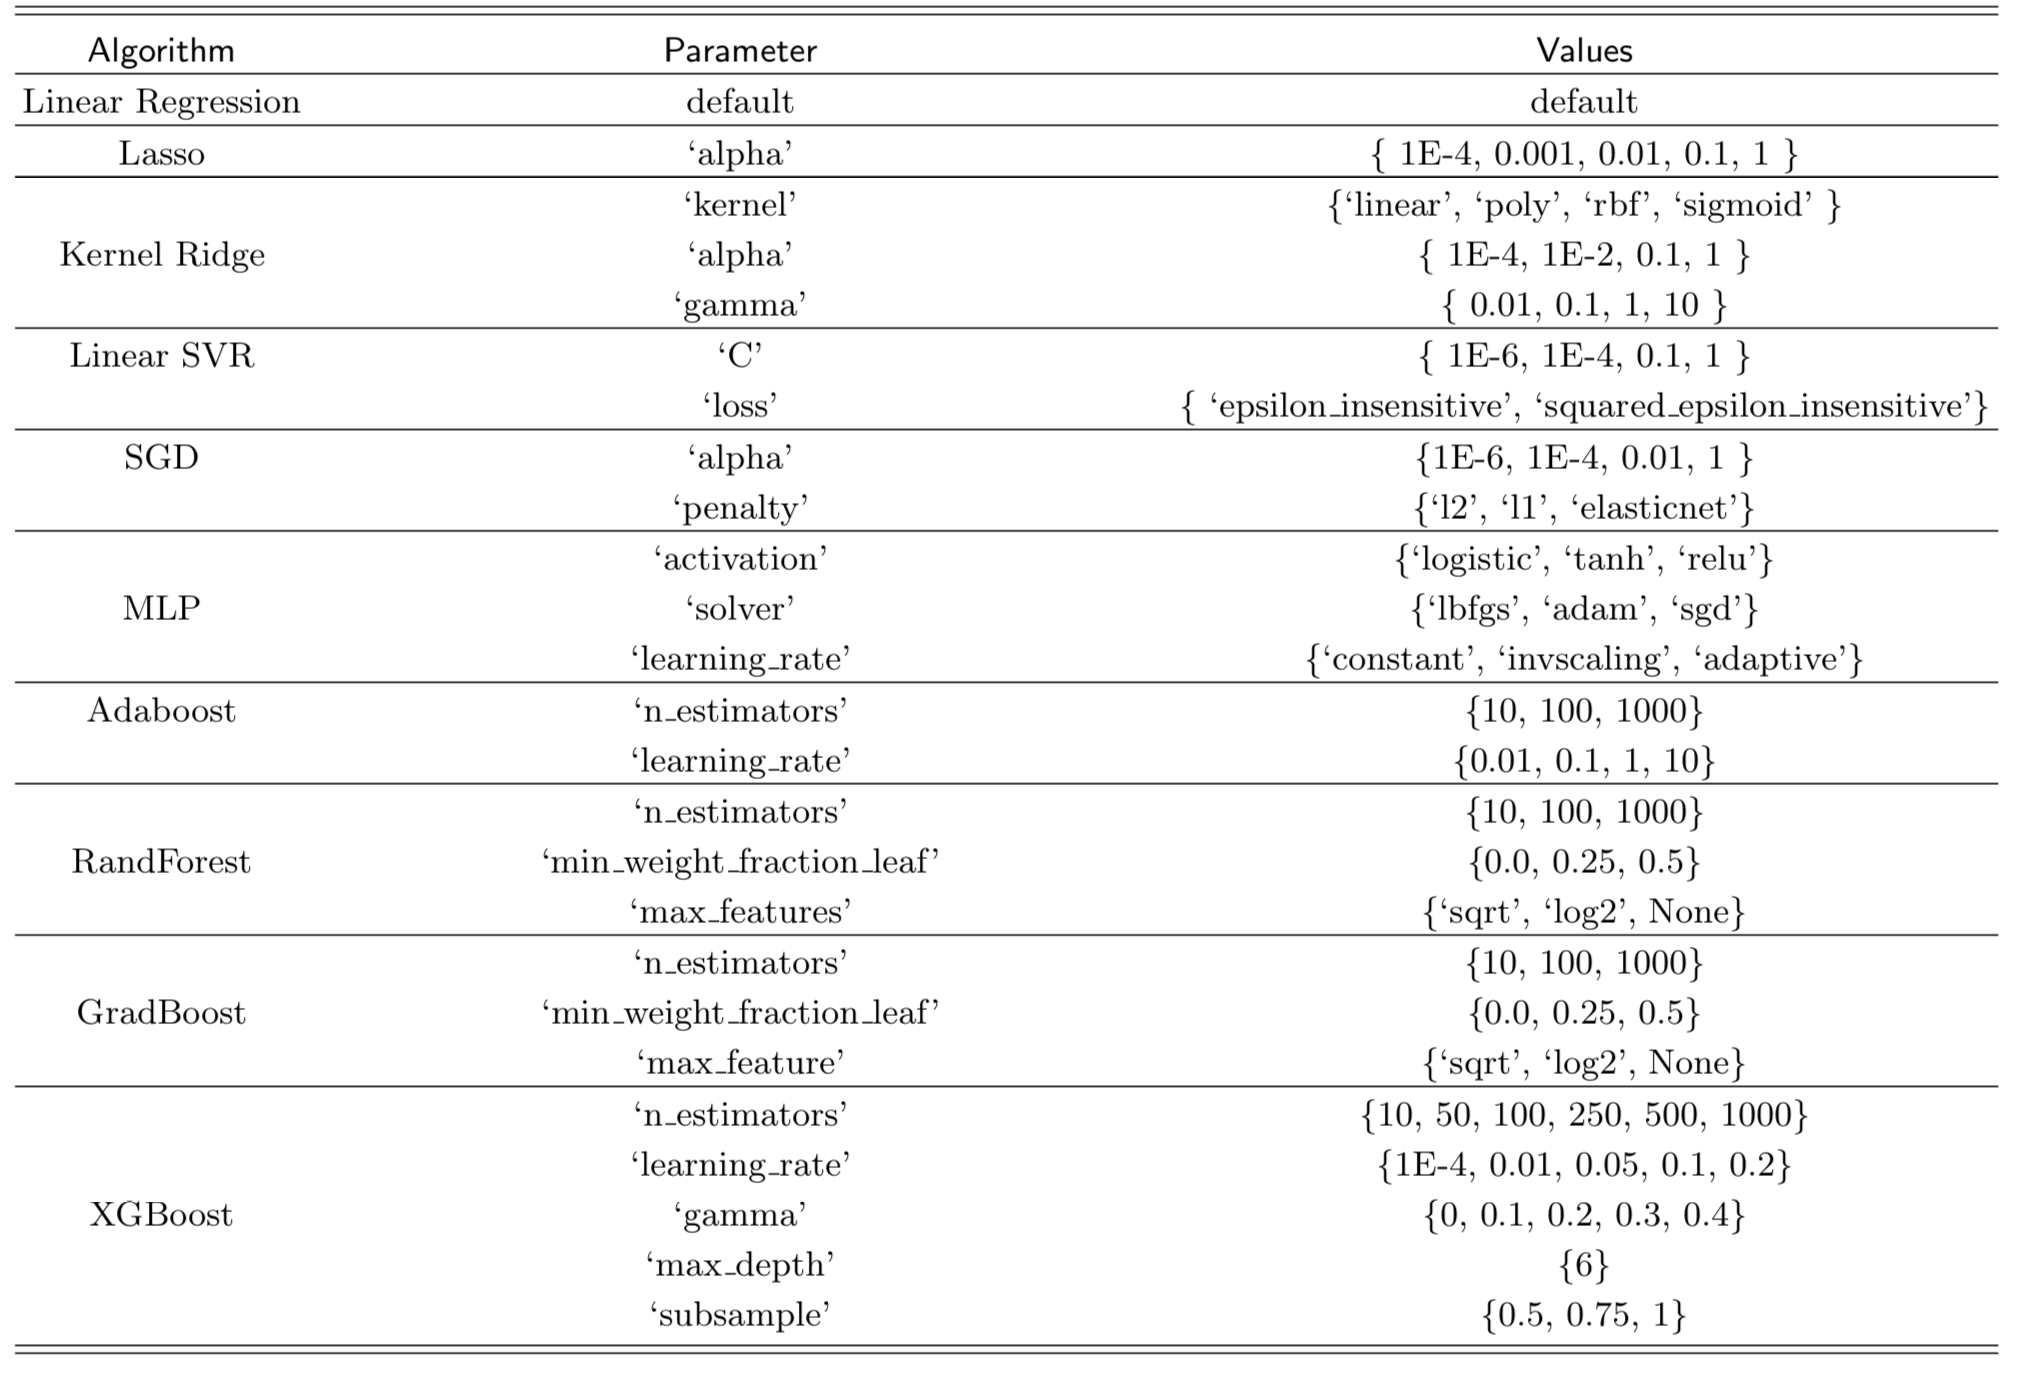 Algorithm Parameter Values
Linear Regression default default
Lasso ‘alpha’ { 1E-4, 0.001, 0.01, 0.1, 1 }
‘kernel’ {‘linear’, ‘poly’, ‘rbf’, ‘sigmoid’ }
Kernel Ridge ‘alpha’ { 1E-4, 1E-2, 0.1, 1 }
‘gamma’ { 0.01, 0.1, 1, 10 }
Linear SVR ‘C’ { 1E-6, 1E-4, 0.1, 1 }
‘loss’ { ‘epsilon_insensitive’, ‘squared_epsilon_insensitive’}
SGD ‘alpha’ {1E-6, 1E-4, 0.01, 1 }
‘penalty’ {‘l2’, ‘l1’, ‘elasticnet’}
‘activation’ {‘logistic’, ‘tanh’, ‘relu’}
MLP ‘solver’ {‘lbfgs’, ‘adam’, ‘sgd’}
‘learning_rate’ {‘constant’, ‘invscaling’, ‘adaptive’}
Adaboost ‘n_estimators’ {10, 100, 1000}
‘learning_rate’ {0.01, 0.1, 1, 10}
‘n_estimators’ {10, 100, 1000}
RandForest ‘min_weight_fraction_leaf’ {0.0, 0.25, 0.5}
‘max_features’ {‘sqrt’, ‘log2’, None}
‘n_estimators’ {10, 100, 1000}
GradBoost ‘min_weight_fraction_leaf’ {0.0, 0.25, 0.5}
‘max_feature’ {‘sqrt’, ‘log2’, None}
‘n_estimators’ {10, 50, 100, 250, 500, 1000}
‘learning_rate’ {1E-4, 0.01, 0.05, 0.1, 0.2}
XGBoost ‘gamma’ {0, 0.1, 0.2, 0.3, 0.4}
‘max_depth’ {6}
‘subsample’ {0.5, 0.75, 1}